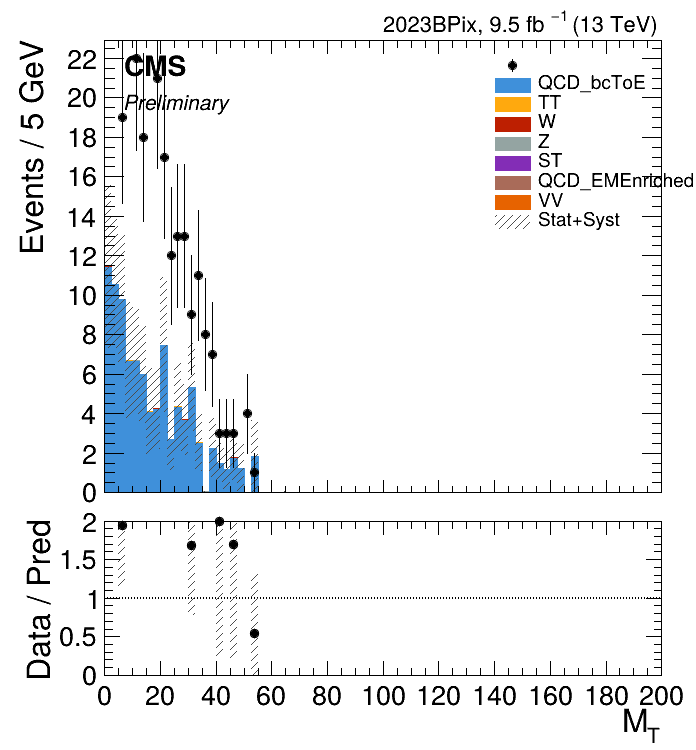 2023BPix, 9.5 fb⁻¹ (13 TeV)
CMS
Preliminary
Events / 5 GeV
22
20
18
16
14
12
10
8
6
4
2
0
QCD_bcToE
TT
W
Z
ST
QCD_EMEnriched
VV
Stat+Syst
Data / Pred
2
1.5
1
0.5
0
0 20 40 60 80 100 120 140 160 180 200
M_T